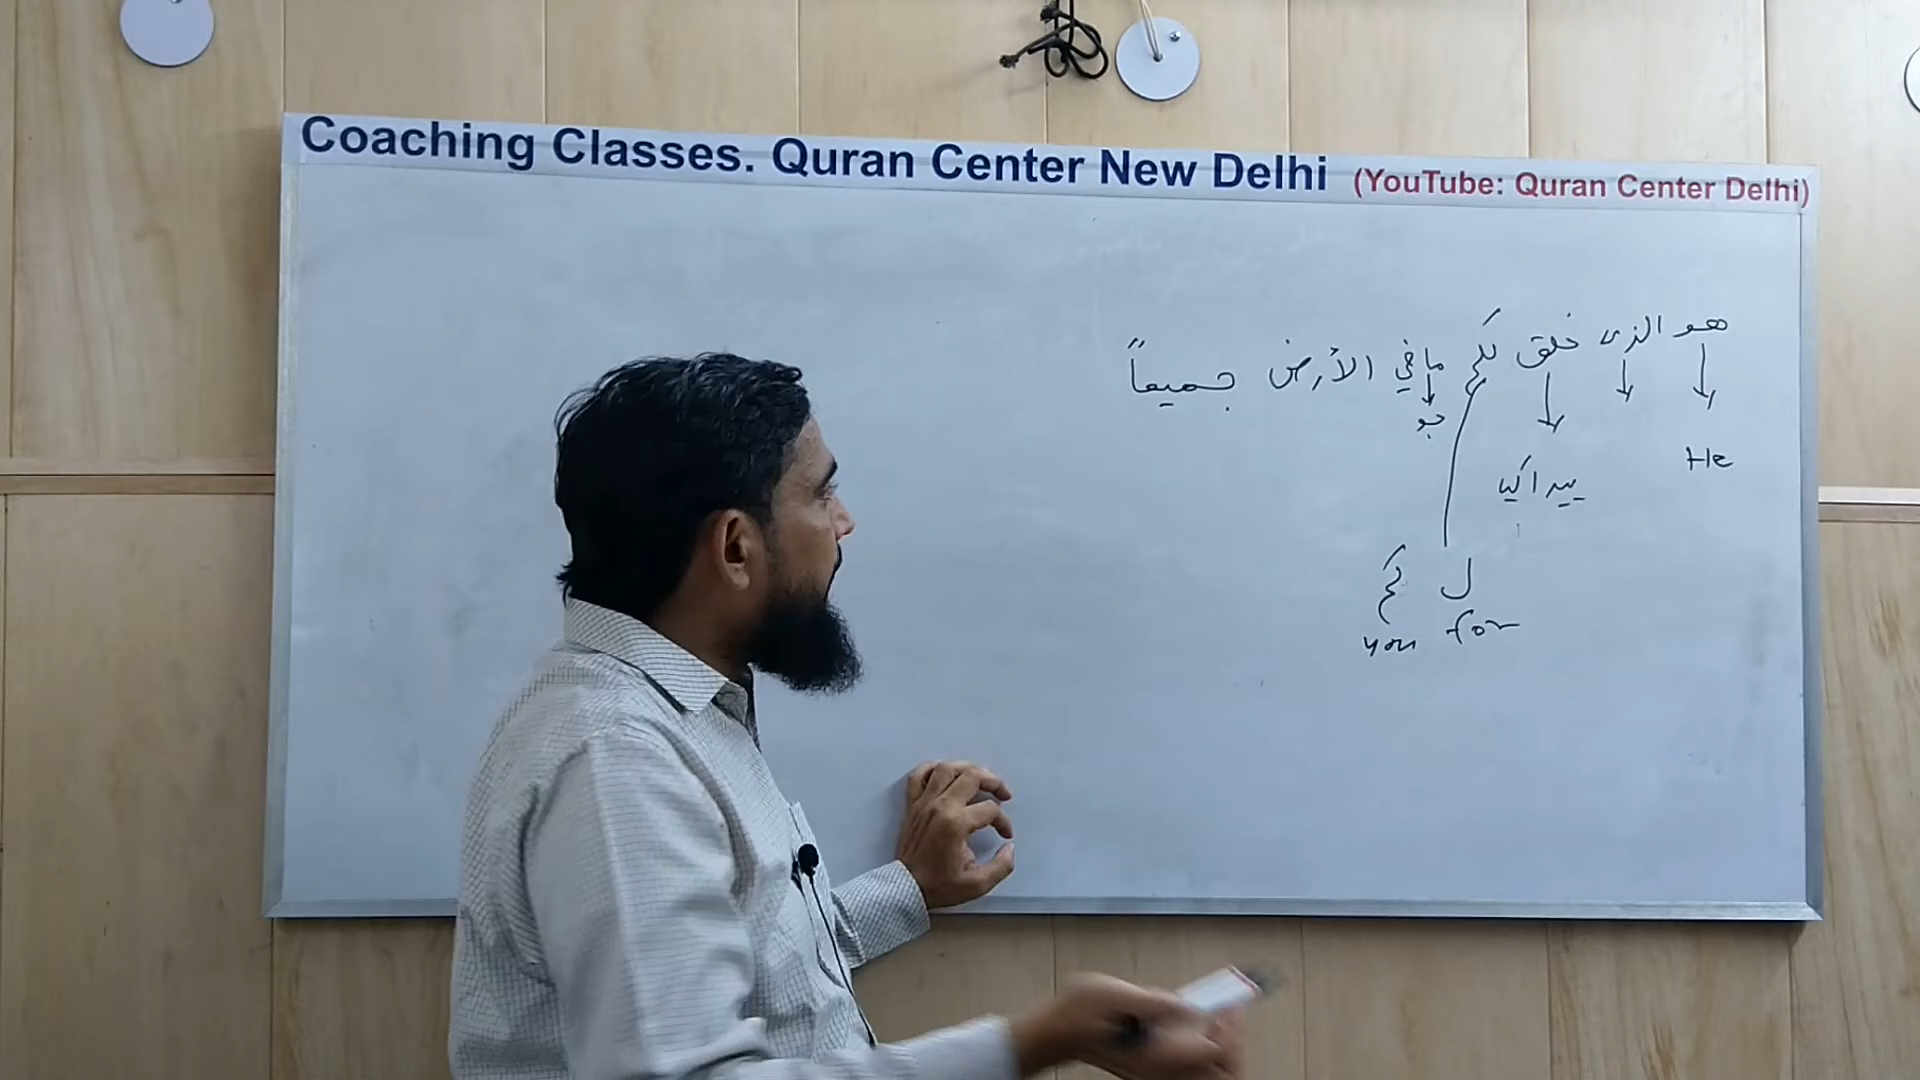 Coaching Classes. Quran Center New Delhi (YouTube: Quran Center Delhi)
هو الذى خلق لكم ما في الأرض جميعاً
جو
He
پیدا کیا
ل كم
you for